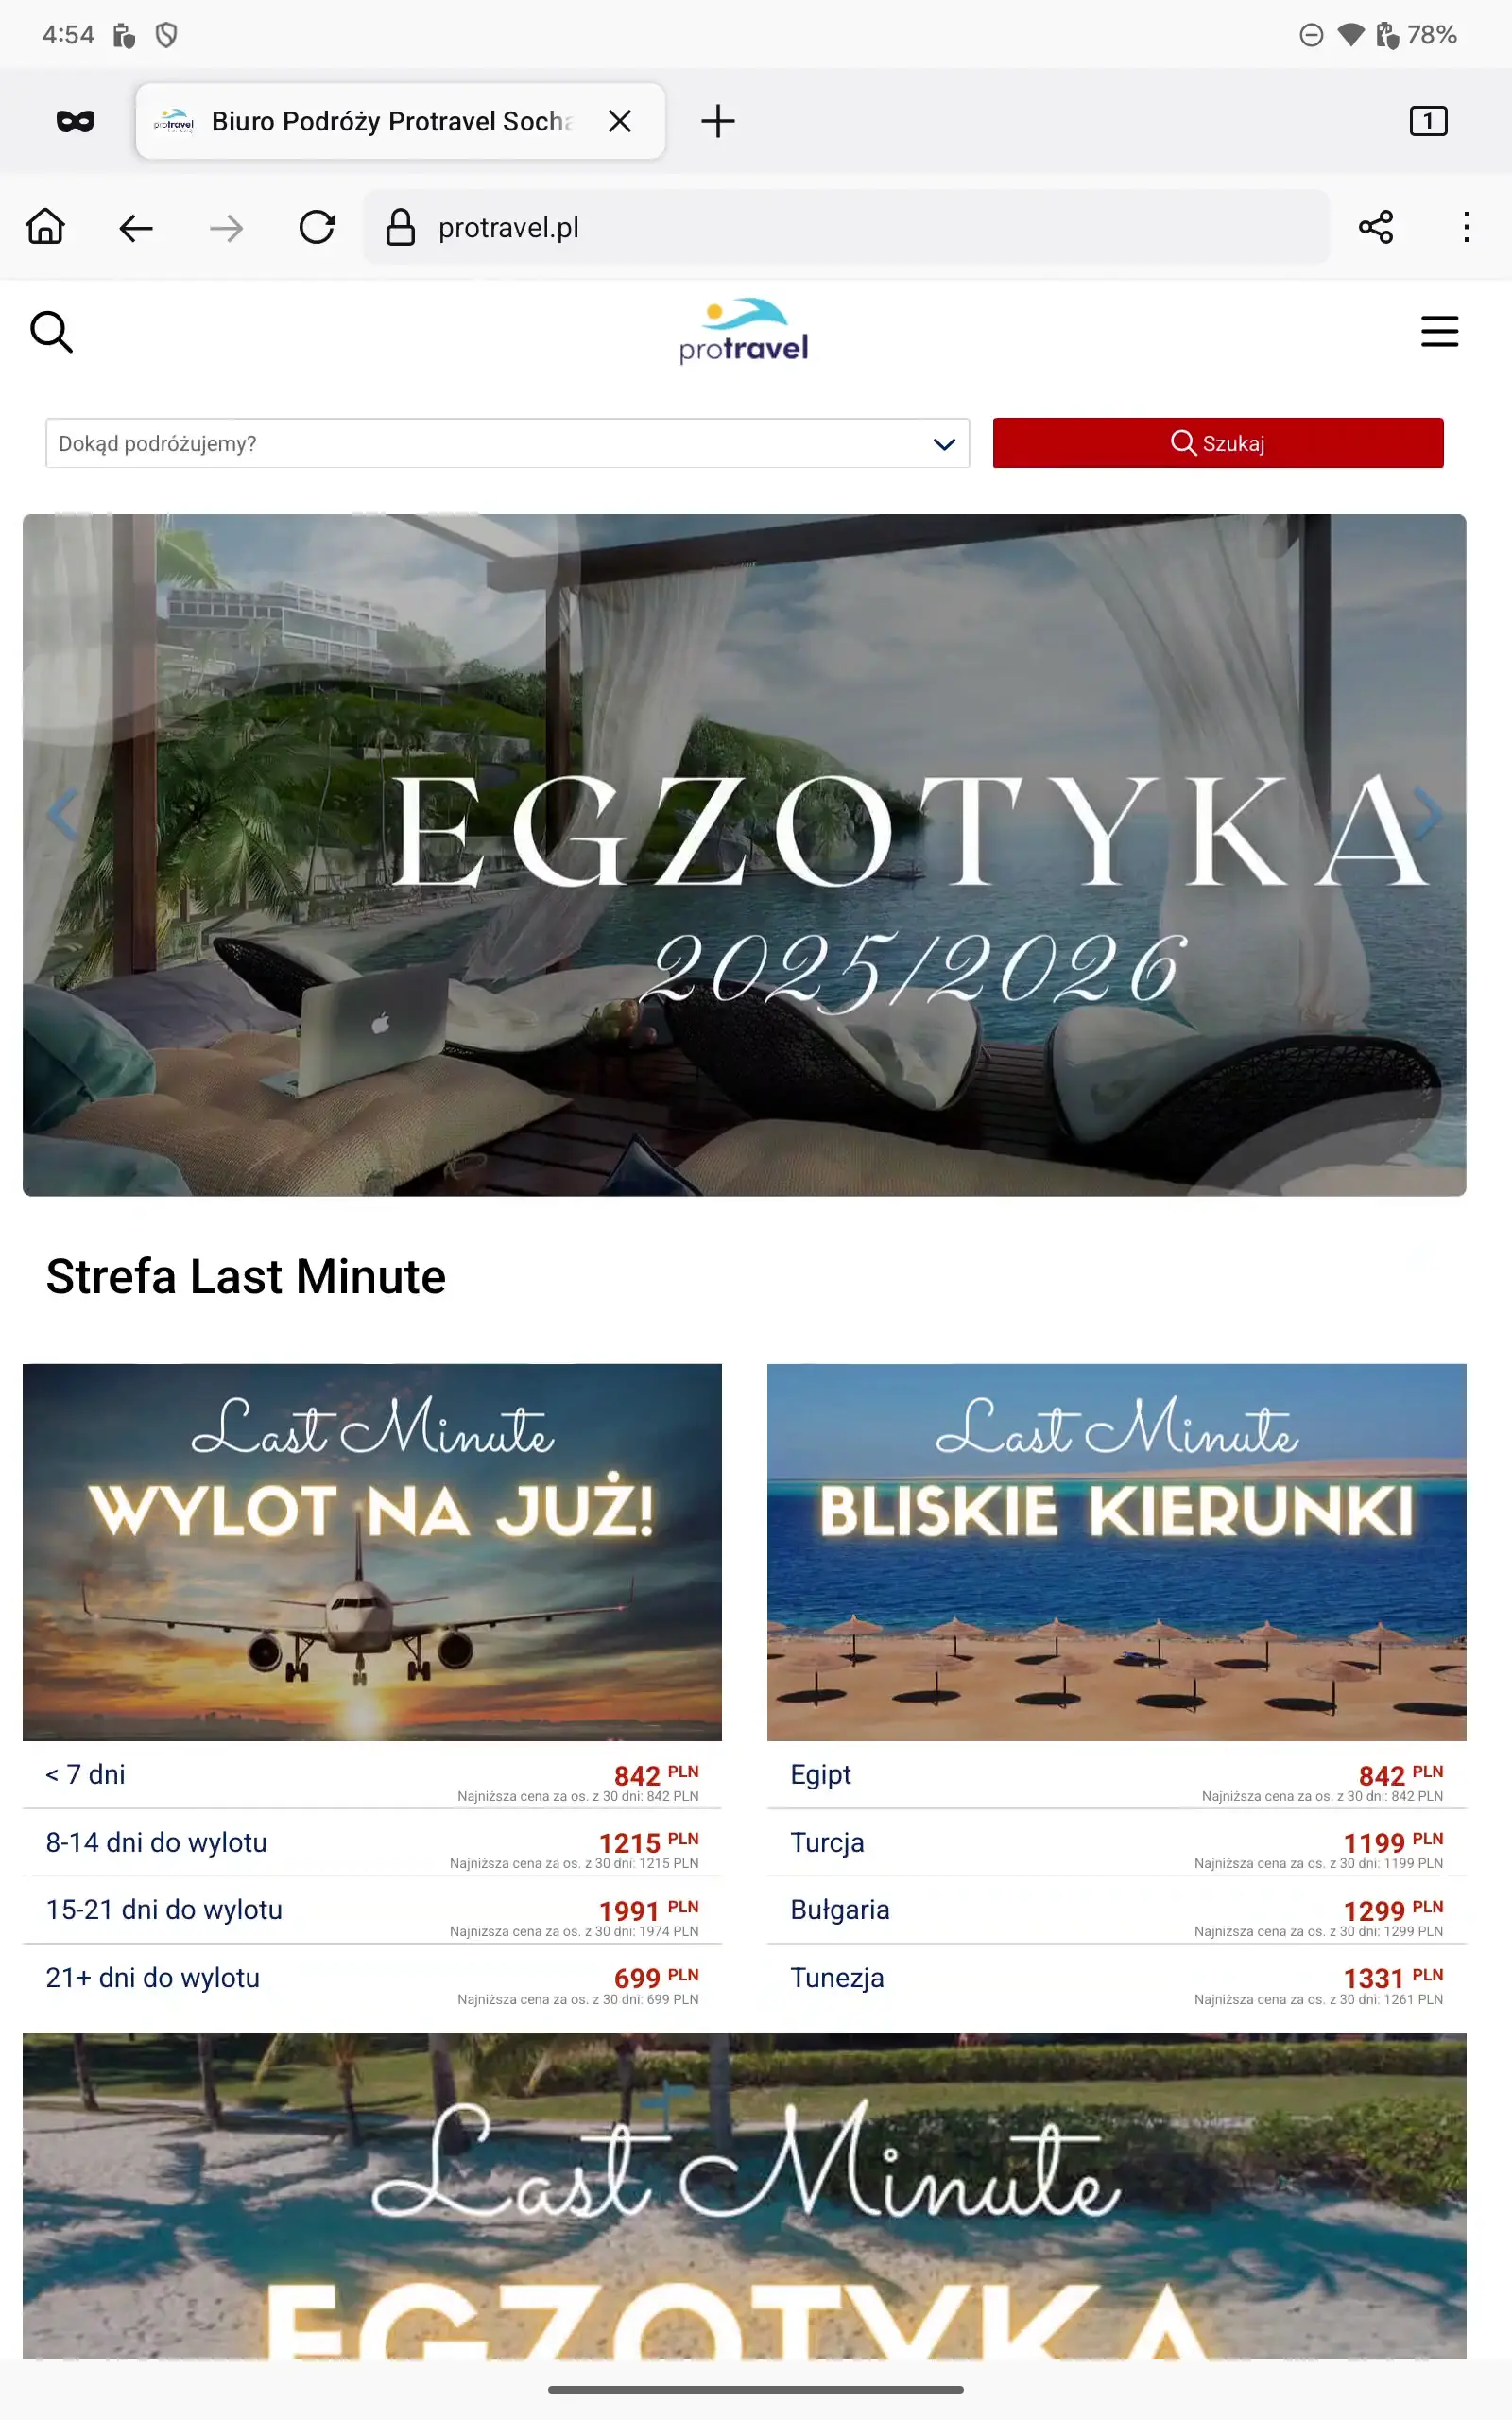 4:54
78%
Biuro Podróży Protravel Socha
1
protravel.pl
protravel
Dokąd podróżujemy?
Szukaj
EGZOTYKA
2025/2026
Strefa Last Minute
Last Minute
WYLOT NA JUŻ!
< 7 dni
842 PLN
Najniższa cena za os. z 30 dni: 842 PLN
8-14 dni do wylotu
1215 PLN
Najniższa cena za os. z 30 dni: 1215 PLN
15-21 dni do wylotu
1991 PLN
Najniższa cena za os. z 30 dni: 1974 PLN
21+ dni do wylotu
699 PLN
Najniższa cena za os. z 30 dni: 699 PLN
Last Minute
BLISKIE KIERUNKI
Egipt
842 PLN
Najniższa cena za os. z 30 dni: 842 PLN
Turcja
1199 PLN
Najniższa cena za os. z 30 dni: 1199 PLN
Bułgaria
1299 PLN
Najniższa cena za os. z 30 dni: 1299 PLN
Tunezja
1331 PLN
Najniższa cena za os. z 30 dni: 1261 PLN
Last Minute
EGZOTYKA